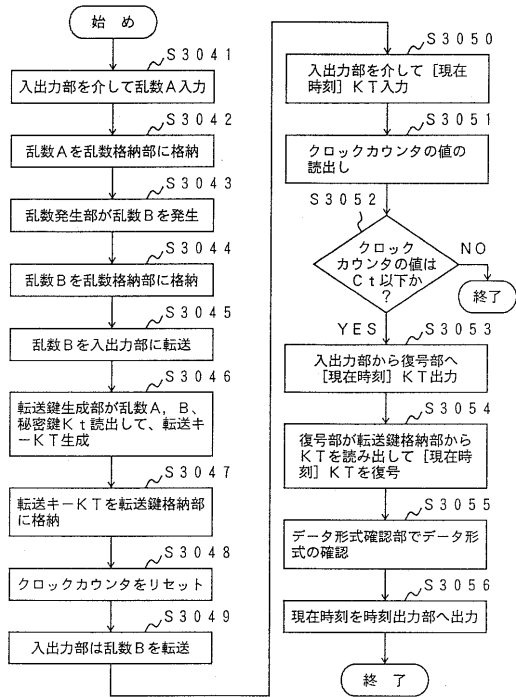 始 め
S3041
入出力部を介して乱数A入力
S3042
乱数Aを乱数格納部に格納
S3043
乱数発生部が乱数Bを発生
S3044
乱数Bを乱数格納部に格納
S3045
乱数Bを入出力部に転送
S3046
転送鍵生成部が乱数A，B、
秘密鍵Kt読出して、転送キ
ーKT生成
S3047
転送キーKTを転送鍵格納部
に格納
S3048
クロックカウンタをリセット
S3049
入出力部は乱数Bを転送
S3050
入出力部を介して［現在
時刻］KT入力
S3051
クロックカウンタの値の
読出し
S3052
クロック
カウンタの値は
Ct以下か
？
NO
終了
YES
S3053
入出力部から復号部へ
［現在時刻］KT出力
S3054
復号部が転送鍵格納部から
KTを読み出して［現在時
刻］KTを復号
S3055
データ形式確認部でデータ形
式の確認
S3056
現在時刻を時刻出力部へ出力
終 了